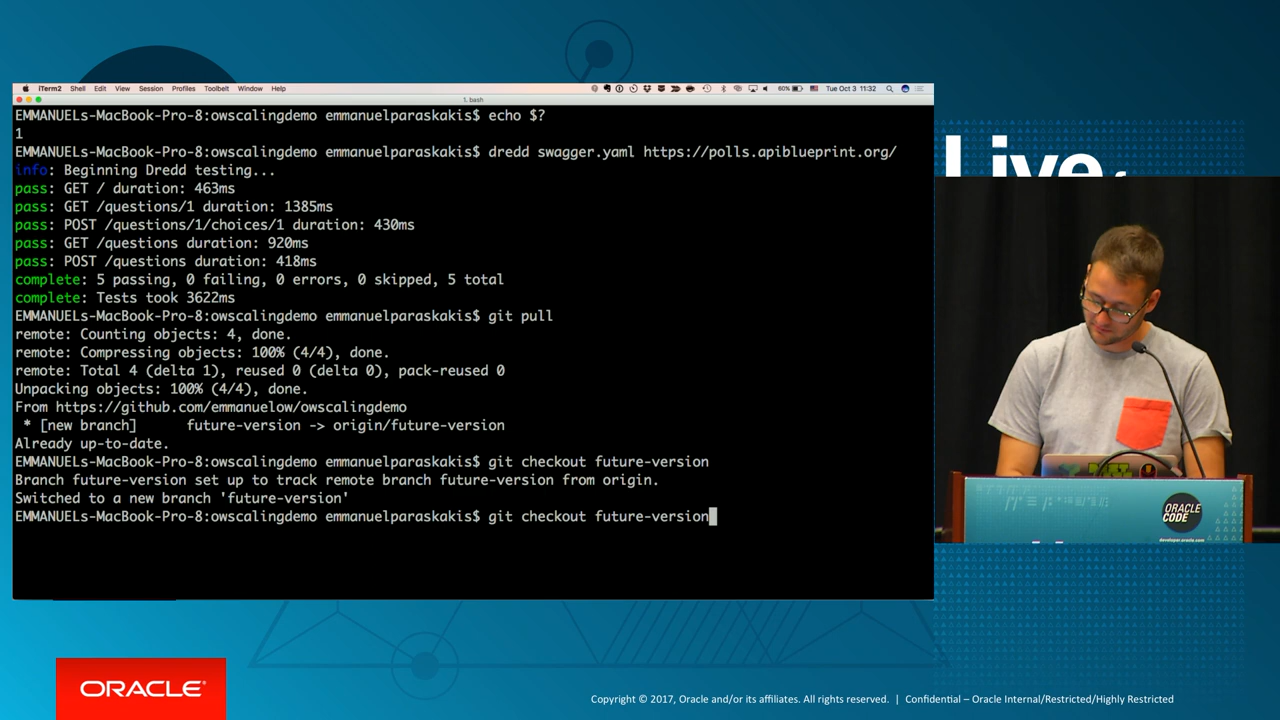 iTerm2 Shell Edit View Session Profiles Toolbelt Window Help
60% Tue Oct 3 11:32
1. bash
EMMANUELs-MacBook-Pro-8:owscalingdemo emmanuelparaskakis$ echo $?
1
EMMANUELs-MacBook-Pro-8:owscalingdemo emmanuelparaskakis$ dredd swagger.yaml https://polls.apiblueprint.org/
info: Beginning Dredd testing...
pass: GET / duration: 463ms
pass: GET /questions/1 duration: 1385ms
pass: POST /questions/1/choices/1 duration: 430ms
pass: GET /questions duration: 920ms
pass: POST /questions duration: 418ms
complete: 5 passing, 0 failing, 0 errors, 0 skipped, 5 total
complete: Tests took 3622ms
EMMANUELs-MacBook-Pro-8:owscalingdemo emmanuelparaskakis$ git pull
remote: Counting objects: 4, done.
remote: Compressing objects: 100% (4/4), done.
remote: Total 4 (delta 1), reused 0 (delta 0), pack-reused 0
Unpacking objects: 100% (4/4), done.
From https://github.com/emmanuelow/owscalingdemo
* [new branch] future-version -> origin/future-version
Already up-to-date.
EMMANUELs-MacBook-Pro-8:owscalingdemo emmanuelparaskakis$ git checkout future-version
Branch future-version set up to track remote branch future-version from origin.
Switched to a new branch 'future-version'
EMMANUELs-MacBook-Pro-8:owscalingdemo emmanuelparaskakis$ git checkout future-version
Live
ORACLE
CODE
developer.oracle.com
ORACLE®
Copyright © 2017, Oracle and/or its affiliates. All rights reserved. | Confidential – Oracle Internal/Restricted/Highly Restricted